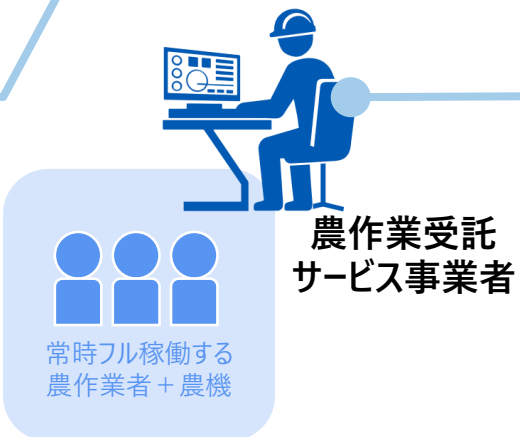 農作業受託
サービス事業者
常時フル稼働する
農作業者＋農機